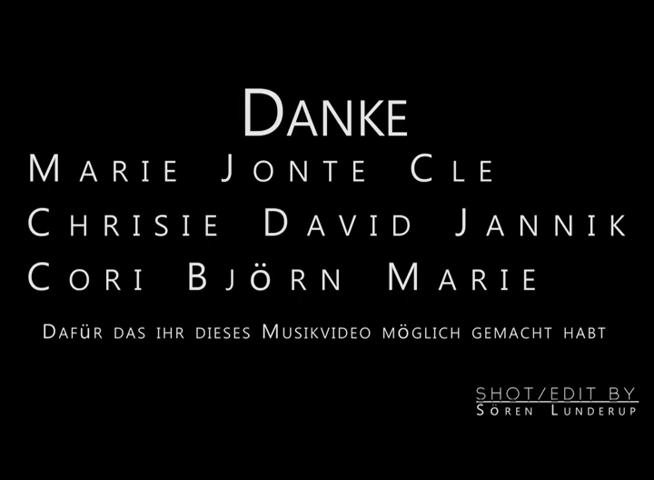 Danke
Marie Jonte Cle
Chrisie David Jannik
Cori Björn Marie
Dafür das ihr dieses Musikvideo möglich gemacht habt
SHOT/EDIT BY
Sören Lunderup